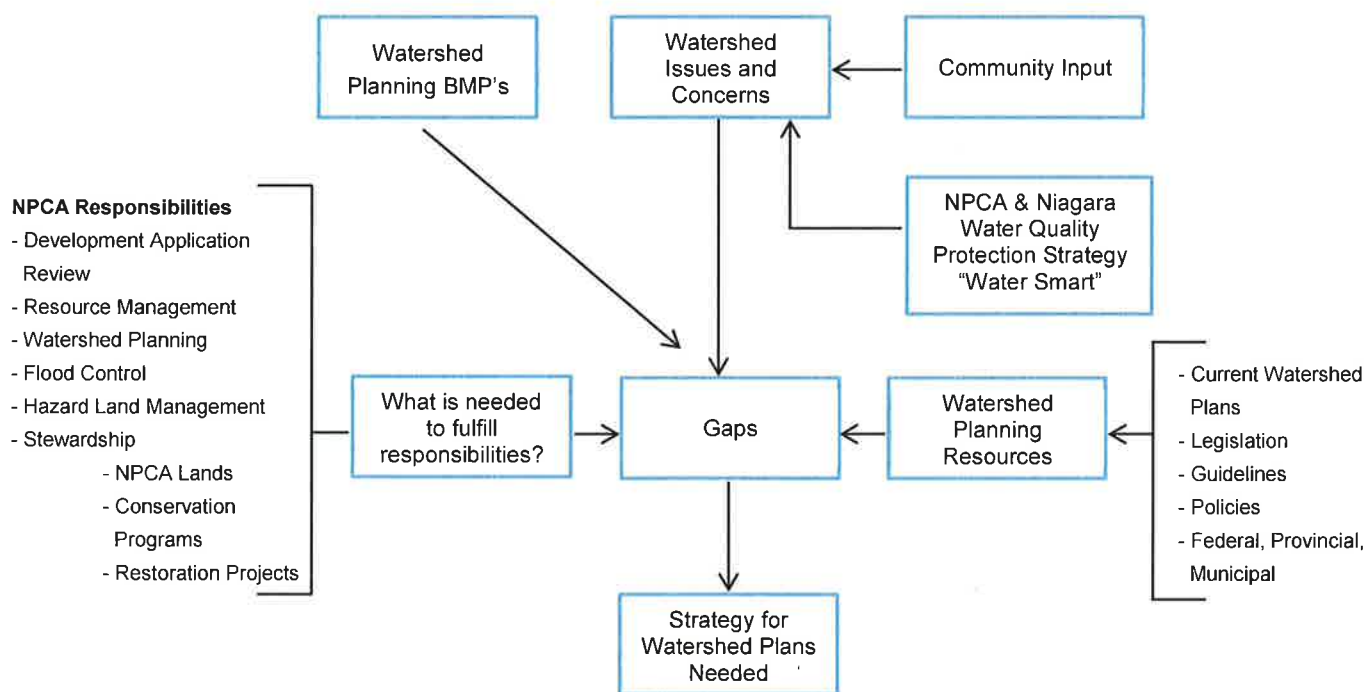 Watershed
Planning BMP's
Watershed
Issues and
Concerns
Community Input
NPCA & Niagara
Water Quality
Protection Strategy
“Water Smart”
NPCA Responsibilities
- Development Application
Review
- Resource Management
- Watershed Planning
- Flood Control
- Hazard Land Management
- Stewardship
- NPCA Lands
- Conservation
Programs
- Restoration Projects
What is needed
to fulfill
responsibilities?
Gaps
Watershed
Planning
Resources
- Current Watershed
Plans
- Legislation
- Guidelines
- Policies
- Federal, Provincial,
Municipal
Strategy for
Watershed Plans
Needed